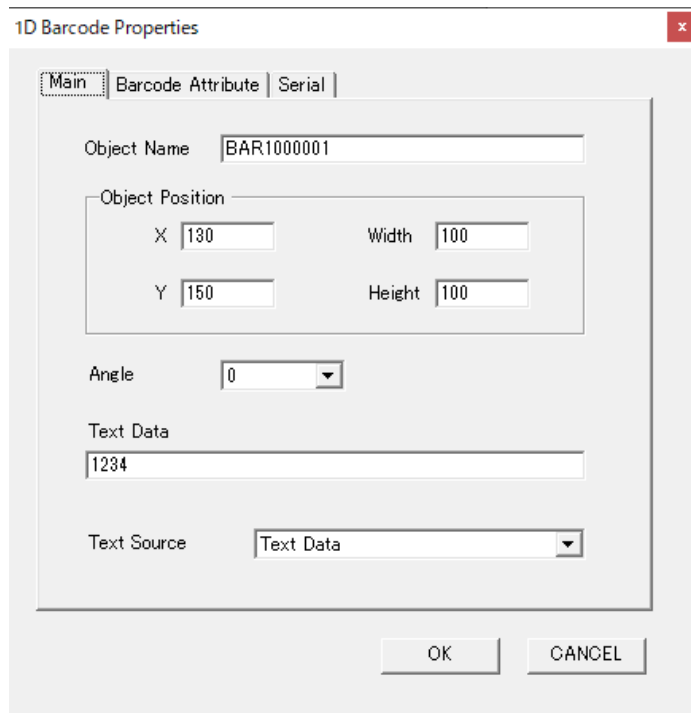 1D Barcode Properties
x
Main Barcode Attribute Serial
Object Name BAR1000001
Object Position
X 130 Width 100
Y 150 Height 100
Angle 0
Text Data
1234
Text Source Text Data
OK CANCEL